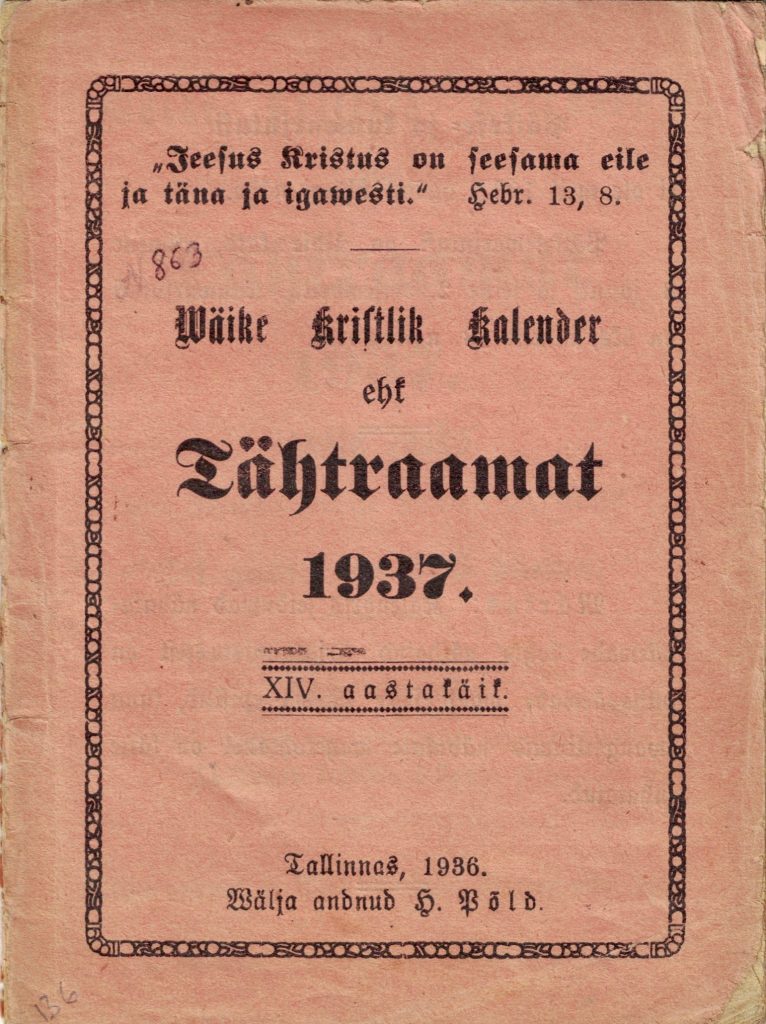 „Jeesus Kristus on seesama eile
ja täna ja igawesti.“ Hebr. 13, 8.
863
Wäike Kristlik Kalender
ehk
Tähtraamat
1937.
XIV. aastakäik.
Tallinnas, 1936.
Wälja andnud H. Põld.
136